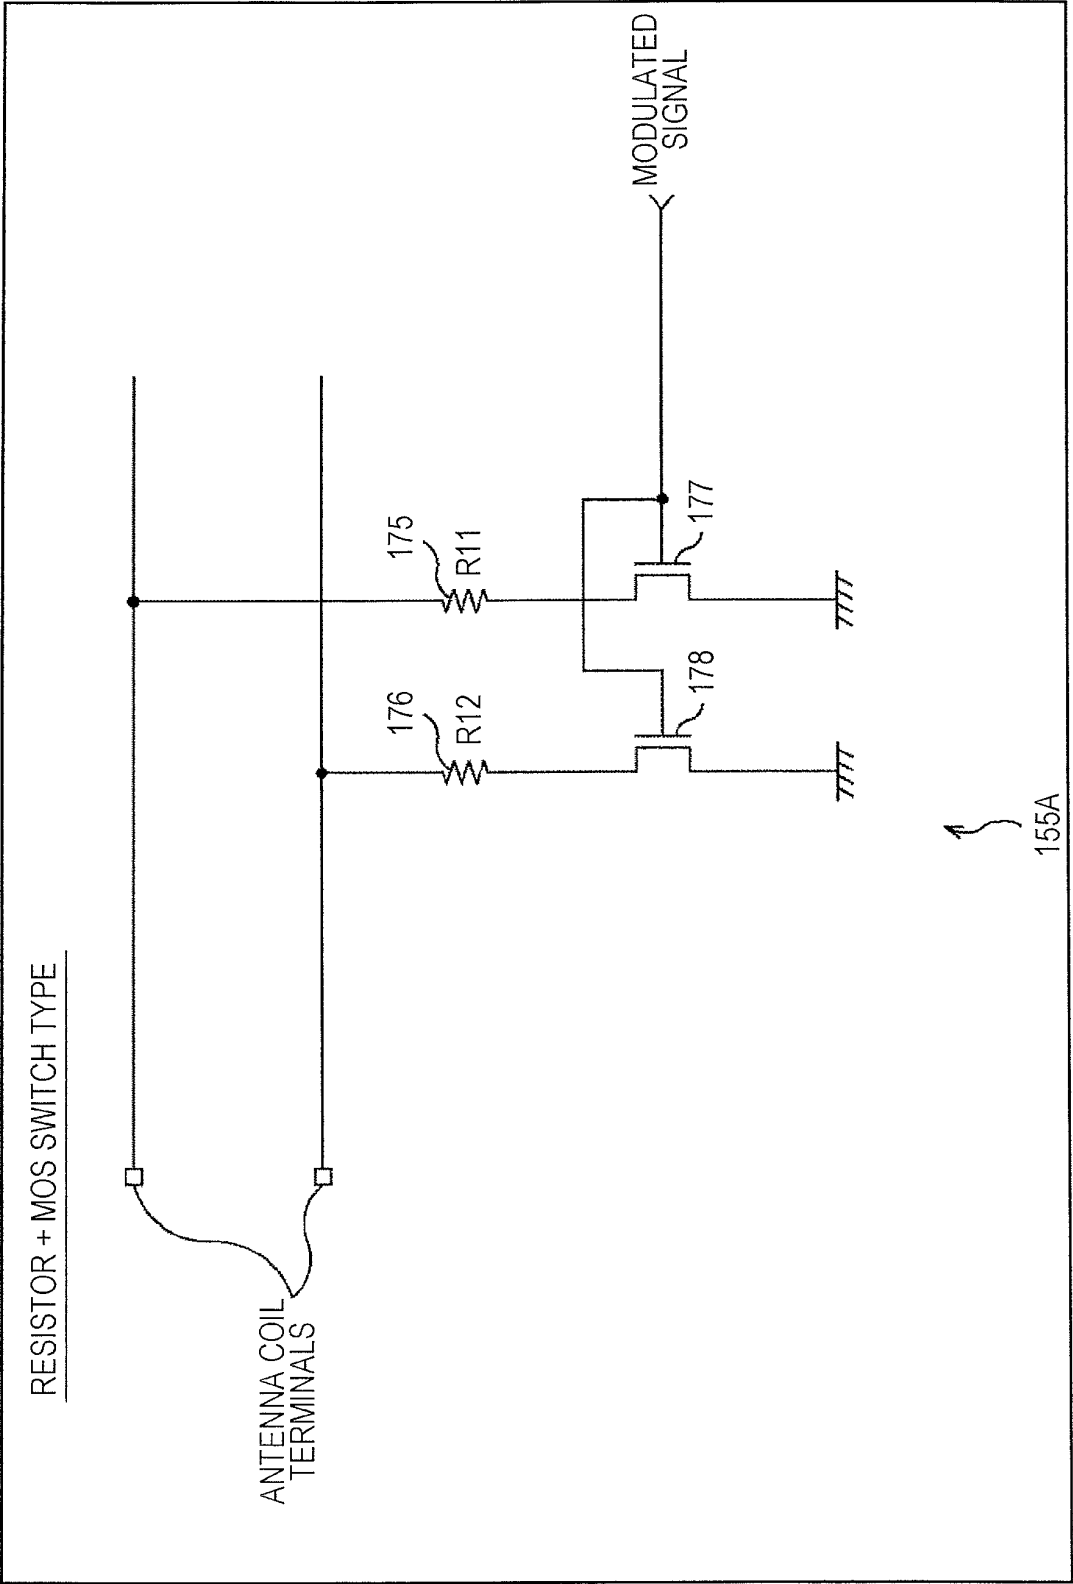 RESISTOR + MOS SWITCH TYPE
ANTENNA COIL
TERMINALS
176
R12
175
R11
178
177
MODULATED
SIGNAL
155A